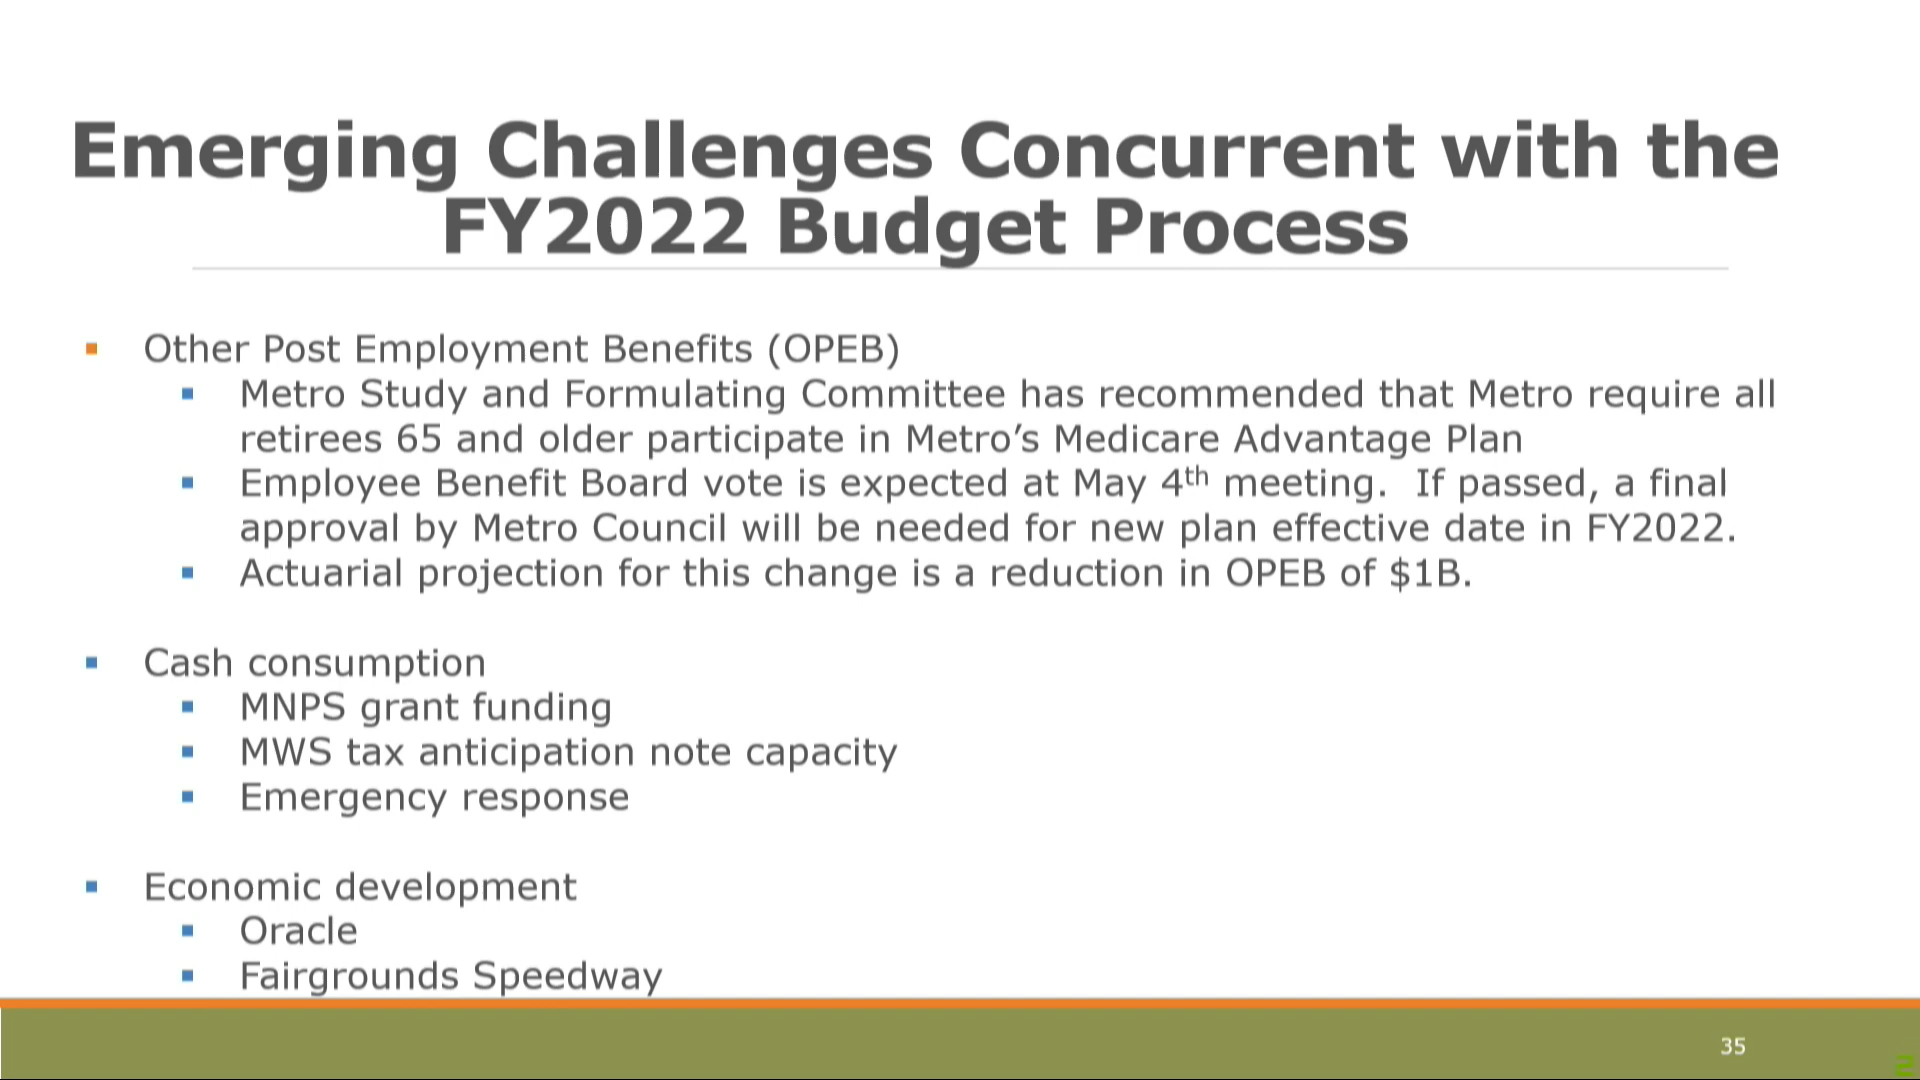 Emerging Challenges Concurrent with the
FY2022 Budget Process
Other Post Employment Benefits (OPEB)
Metro Study and Formulating Committee has recommended that Metro require all
retirees 65 and older participate in Metro’s Medicare Advantage Plan
Employee Benefit Board vote is expected at May 4th meeting.  If passed, a final
approval by Metro Council will be needed for new plan effective date in FY2022.
Actuarial projection for this change is a reduction in OPEB of $1B.
Cash consumption
MNPS grant funding
MWS tax anticipation note capacity
Emergency response
Economic development
Oracle
Fairgrounds Speedway
35